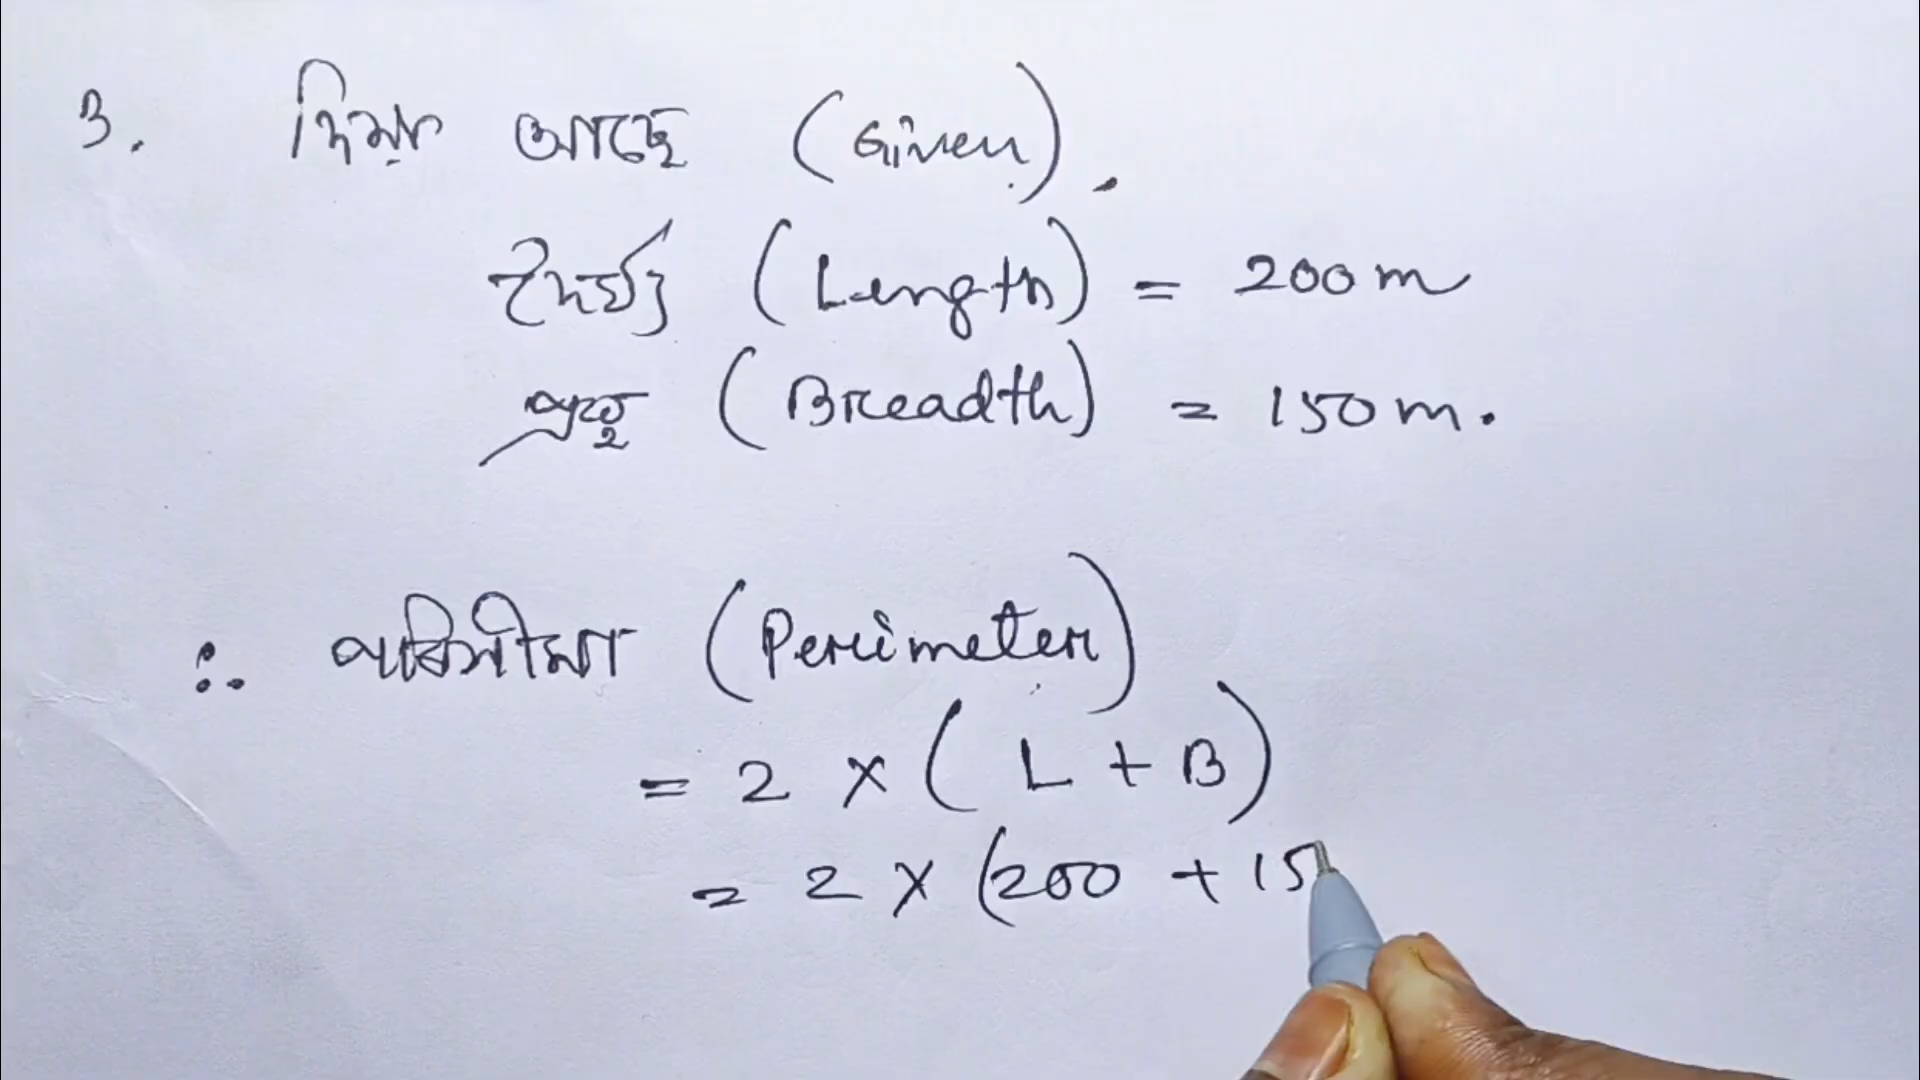 3. দিয়া আছে (Given).
দৈৰ্ঘ্য (Length) = 200 m
প্ৰস্থ (Breadth) = 150 m.
∴ পৰিসীমা (Perimeter)
= 2 × ( L + B )
= 2 × (200 + 15